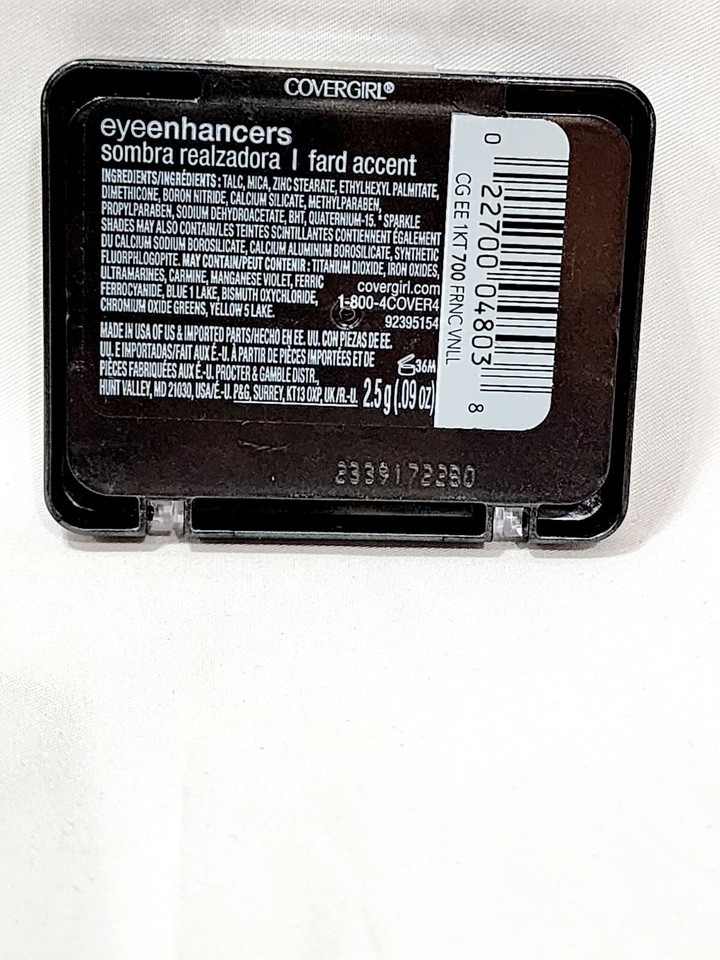 COVERGIRL®
eyeenhancers
sombra realzadora | fard accent
INGREDIENTS/INGRÉDIENTS: TALC, MICA, ZINC STEARATE, ETHYLHEXYL PALMITATE,
DIMETHICONE, BORON NITRIDE, CALCIUM SILICATE, METHYLPARABEN,
PROPYLPARABEN, SODIUM DEHYDROACETATE, BHT, QUATERNIUM-15. * SPARKLE
SHADES MAY ALSO CONTAIN/LES TEINTES SCINTILLANTES CONTIENNENT ÉGALEMENT
DU CALCIUM SODIUM BOROSILICATE, CALCIUM ALUMINUM BOROSILICATE, SYNTHETIC
FLUORPHLOGOPITE. MAY CONTAIN/PEUT CONTENIR: TITANIUM DIOXIDE, IRON OXIDES,
ULTRAMARINES, CARMINE, MANGANESE VIOLET, FERRIC
FERROCYANIDE, BLUE 1 LAKE, BISMUTH OXYCHLORIDE,
CHROMIUM OXIDE GREENS, YELLOW 5 LAKE.
covergirl.com
1-800-4COVER4
92395154
MADE IN USA OF US & IMPORTED PARTS/HECHO EN EE. UU. CON PIEZAS DE EE.
UU. E IMPORTADAS/FAIT AUX É.-U. À PARTIR DE PIÈCES IMPORTÉES ET DE
PIÈCES FABRIQUÉES AUX É.-U. PROCTER & GAMBLE DISTR.,
HUNT VALLEY, MD 21030, USA/É.-U. P&G, SURREY, KT13 0XP, UK/R.-U.
36M
2.5 g (.09 oz)
0 22700 04803 8
CG EE 1KT 700 FRNC VNLL
2339172280